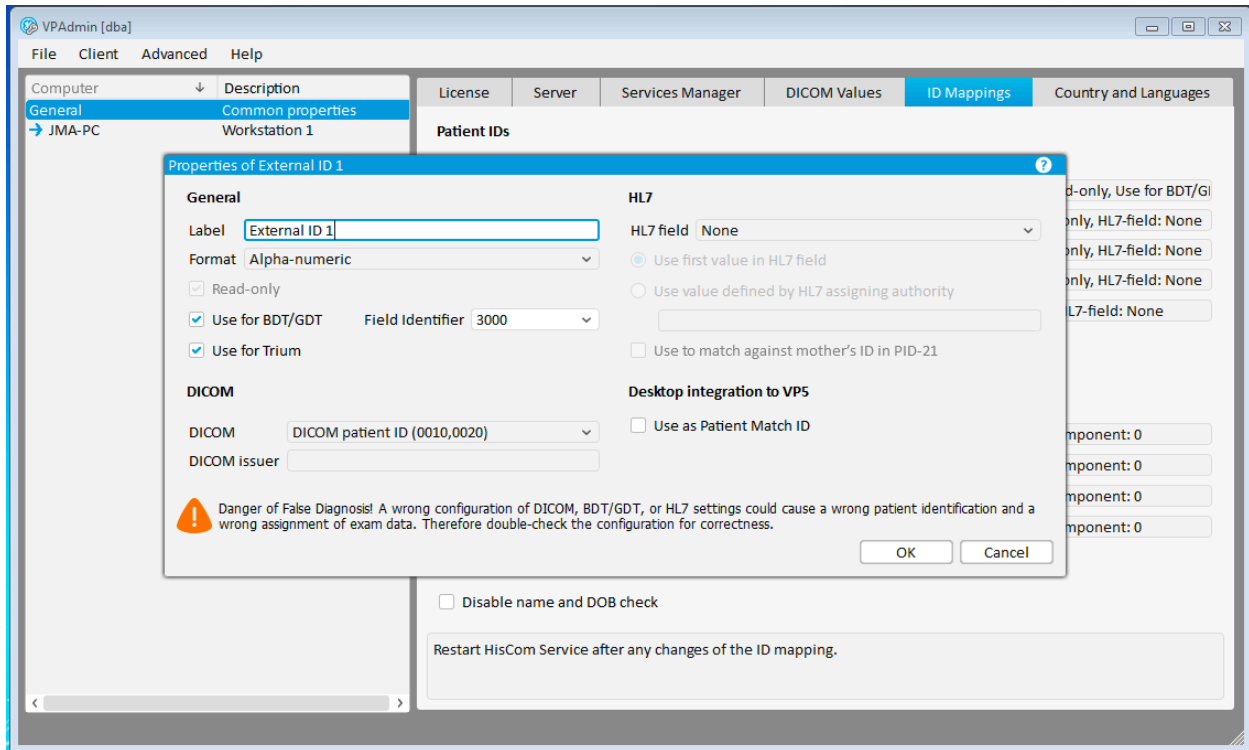 VPAdmin [dba]
File Client Advanced Help
Computer Description
General Common properties
JMA-PC Workstation 1
License Server Services Manager DICOM Values ID Mappings Country and Languages
Patient IDs
Properties of External ID 1 ?
General
Label External ID 1
Format Alpha-numeric
Read-only
Use for BDT/GDT Field Identifier 3000
Use for Trium
DICOM
DICOM DICOM patient ID (0010,0020)
DICOM issuer
HL7
HL7 field None
Use first value in HL7 field
Use value defined by HL7 assigning authority
Use to match against mother's ID in PID-21
Desktop integration to VP5
Use as Patient Match ID
Danger of False Diagnosis! A wrong configuration of DICOM, BDT/GDT, or HL7 settings could cause a wrong patient identification and a
wrong assignment of exam data. Therefore double-check the configuration for correctness.
OK Cancel
d-only, Use for BDT/G
only, HL7-field: None
only, HL7-field: None
only, HL7-field: None
HL7-field: None
mponent: 0
mponent: 0
mponent: 0
mponent: 0
Disable name and DOB check
Restart HisCom Service after any changes of the ID mapping.